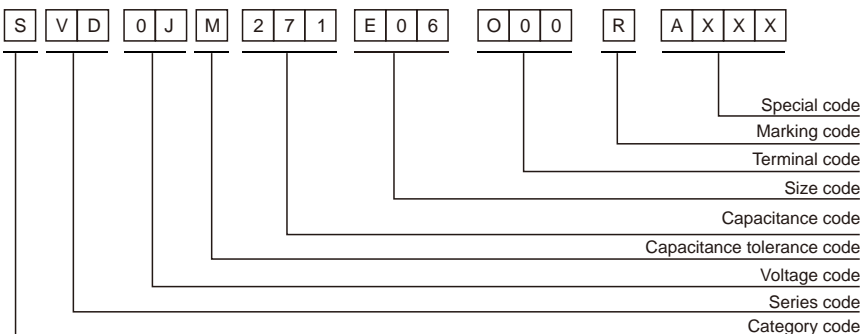 S V D 0 J M 2 7 1 E 0 6 O 0 0 R A X X X
Special code
Marking code
Terminal code
Size code
Capacitance code
Capacitance tolerance code
Voltage code
Series code
Category code